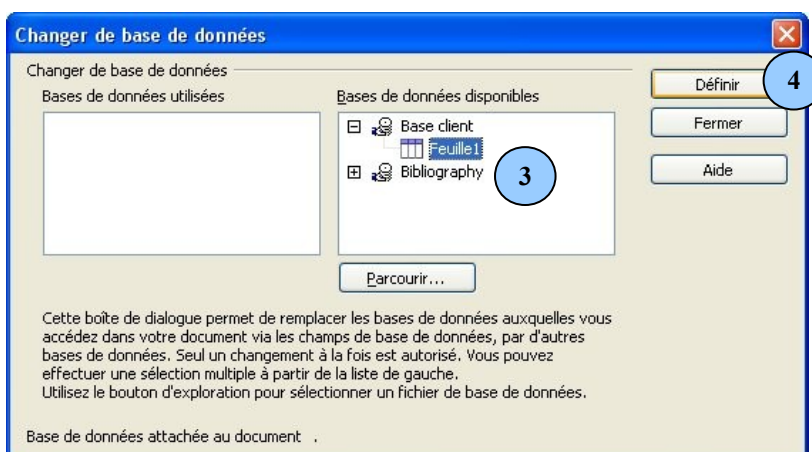 Changer de base de données
Changer de base de données
Bases de données utilisées
Bases de données disponibles
Base client
Feuille1
Bibliography
3
Définir
4
Fermer
Aide
Parcourir...
Cette boîte de dialogue permet de remplacer les bases de données auxquelles vous
accédez dans votre document via les champs de base de données, par d'autres
bases de données. Seul un changement à la fois est autorisé. Vous pouvez
effectuer une sélection multiple à partir de la liste de gauche.
Utilisez le bouton d'exploration pour sélectionner un fichier de base de données.
Base de données attachée au document .